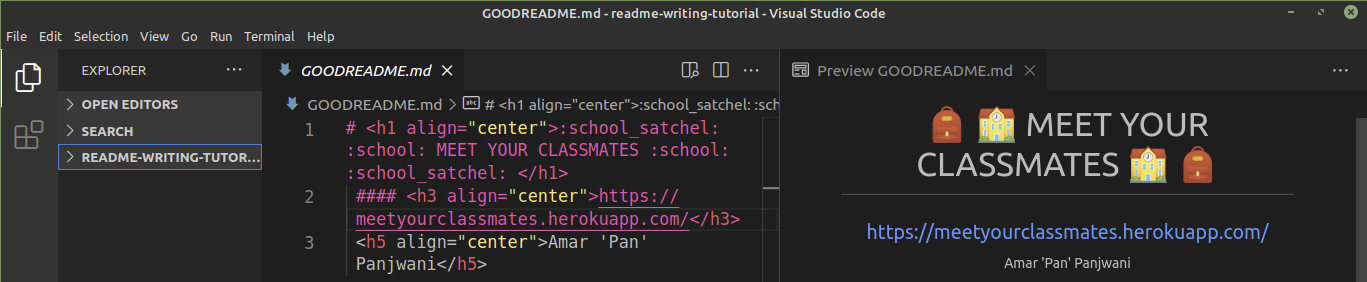 GOODREADME.md - readme-writing-tutorial - Visual Studio Code
File Edit Selection View Go Run Terminal Help
EXPLORER ···
OPEN EDITORS
SEARCH
README-WRITING-TUTOR...
GOODREADME.md
GOODREADME.md > # <h1 align="center">:school_satchel: :sch
1 # <h1 align="center">:school_satchel:
:school: MEET YOUR CLASSMATES :school:
:school_satchel: </h1>
2 #### <h3 align="center">https://
meetyourclassmates.herokuapp.com/</h3>
3 <h5 align="center">Amar 'Pan'
Panjwani</h5>
Preview GOODREADME.md
MEET YOUR
CLASSMATES
https://meetyourclassmates.herokuapp.com/
Amar 'Pan' Panjwani